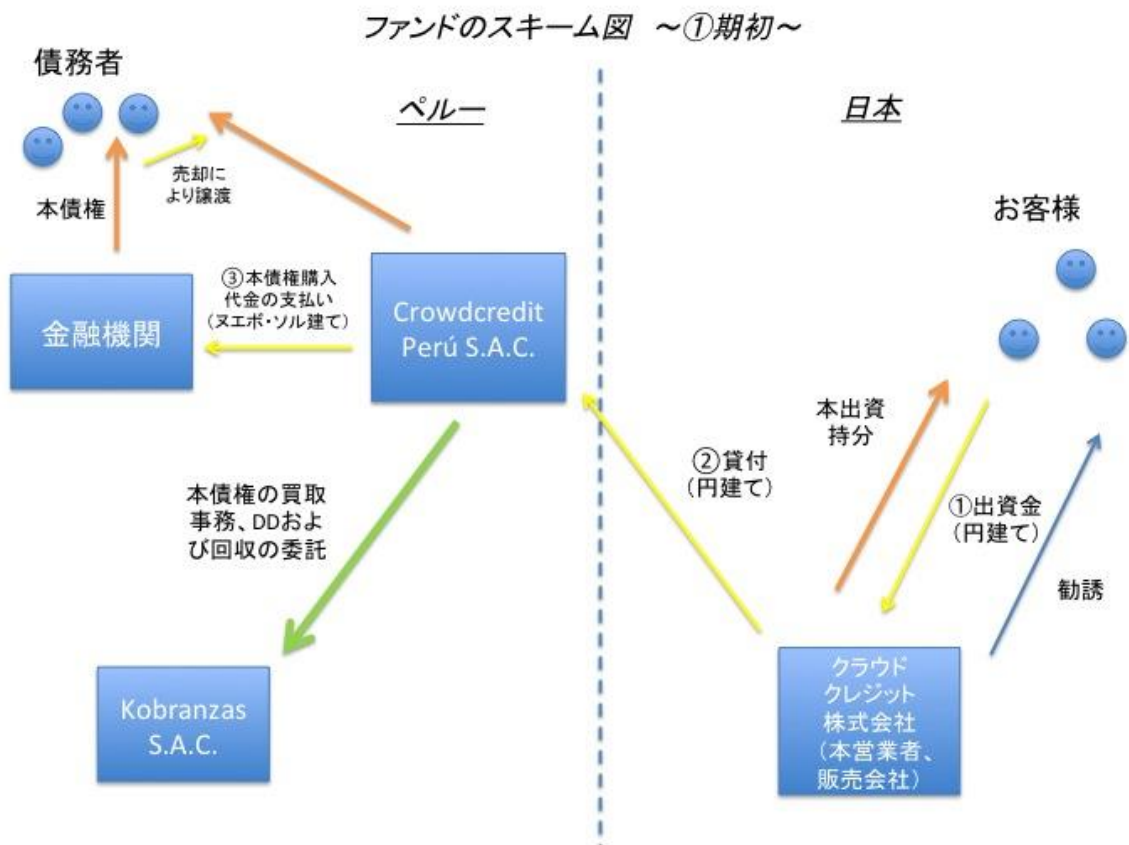 ファンドのスキーム図 ～①期初～
債務者
ペルー
日本
売却に
より譲渡
本債権
お客様
③本債権購入
代金の支払い
(ヌエボ・ソル建て)
金融機関
Crowdcredit
Perú S.A.C.
本出資
持分
②貸付
(円建て)
①出資金
(円建て)
本債権の買取
事務、DDおよ
び回収の委託
勧誘
Kobranzas
S.A.C.
クラウド
クレジット
株式会社
(本営業者、
販売会社)